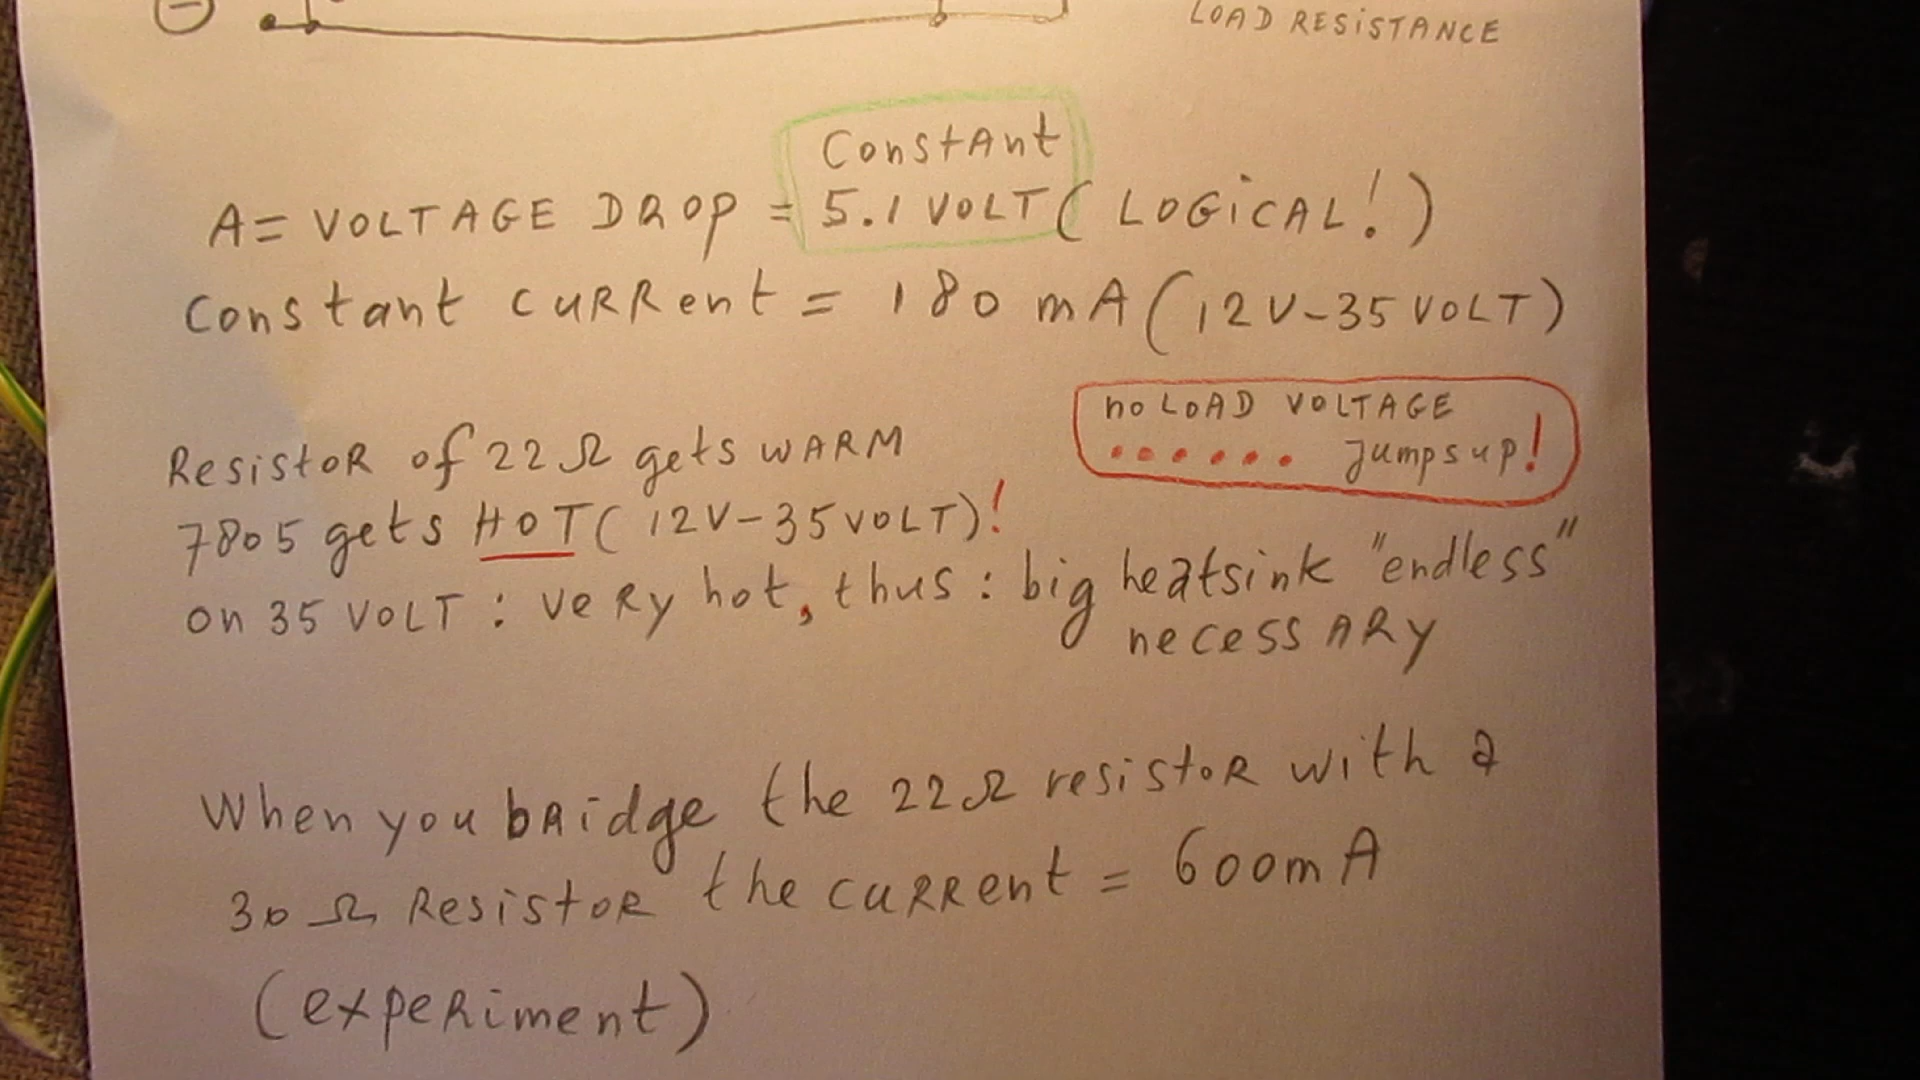 LOAD RESISTANCE
Constant
A = VOLTAGE DROP = 5.1 VOLT (LOGICAL!)
Constant current = 180 mA (12V-35 VOLT)
no LOAD VOLTAGE
...... jumps up!
Resistor of 22 Ω gets WARM
7805 gets HOT (12V-35 VOLT)!
on 35 VOLT: very hot, thus: big heatsink "endless"
necessary
When you bridge the 22Ω resistor with a
30 Ω Resistor the current = 600mA
(experiment)